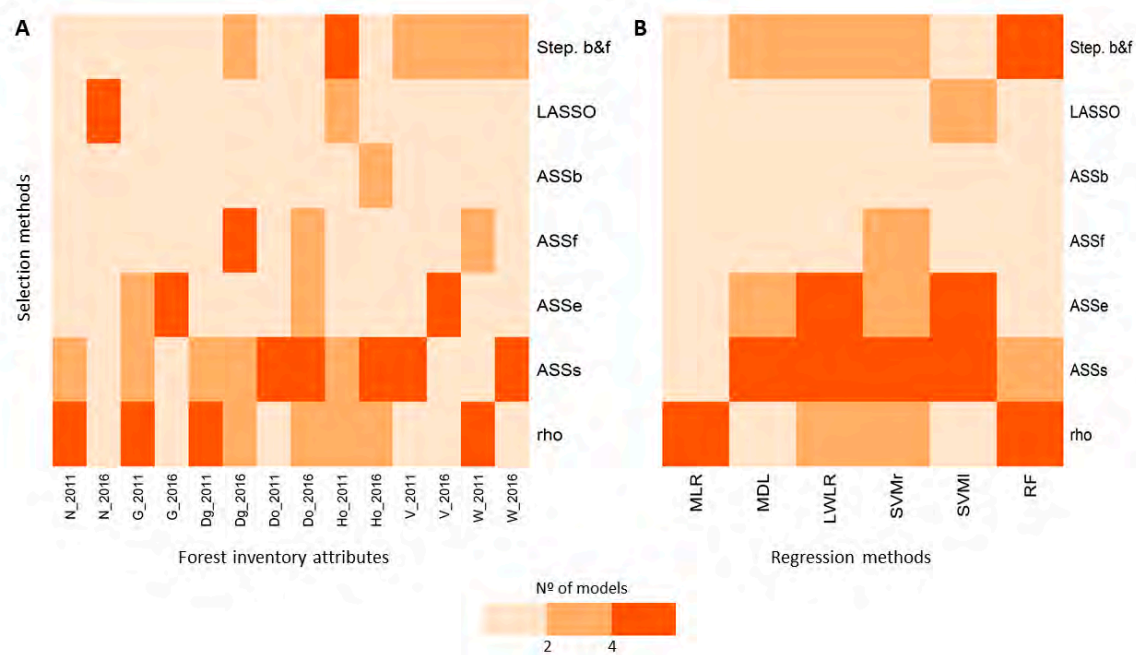 A
B
Selection methods
Step. b&f
LASSO
ASSb
ASSf
ASSe
ASSs
rho
N_2011
N_2016
G_2011
G_2016
Dg_2011
Dg_2016
Do_2011
Do_2016
Ho_2011
Ho_2016
V_2011
V_2016
W_2011
W_2016
Forest inventory attributes
Step. b&f
LASSO
ASSb
ASSf
ASSe
ASSs
rho
MLR
MDL
LWLR
SVMr
SVMl
RF
Regression methods
Nº of models
2 4